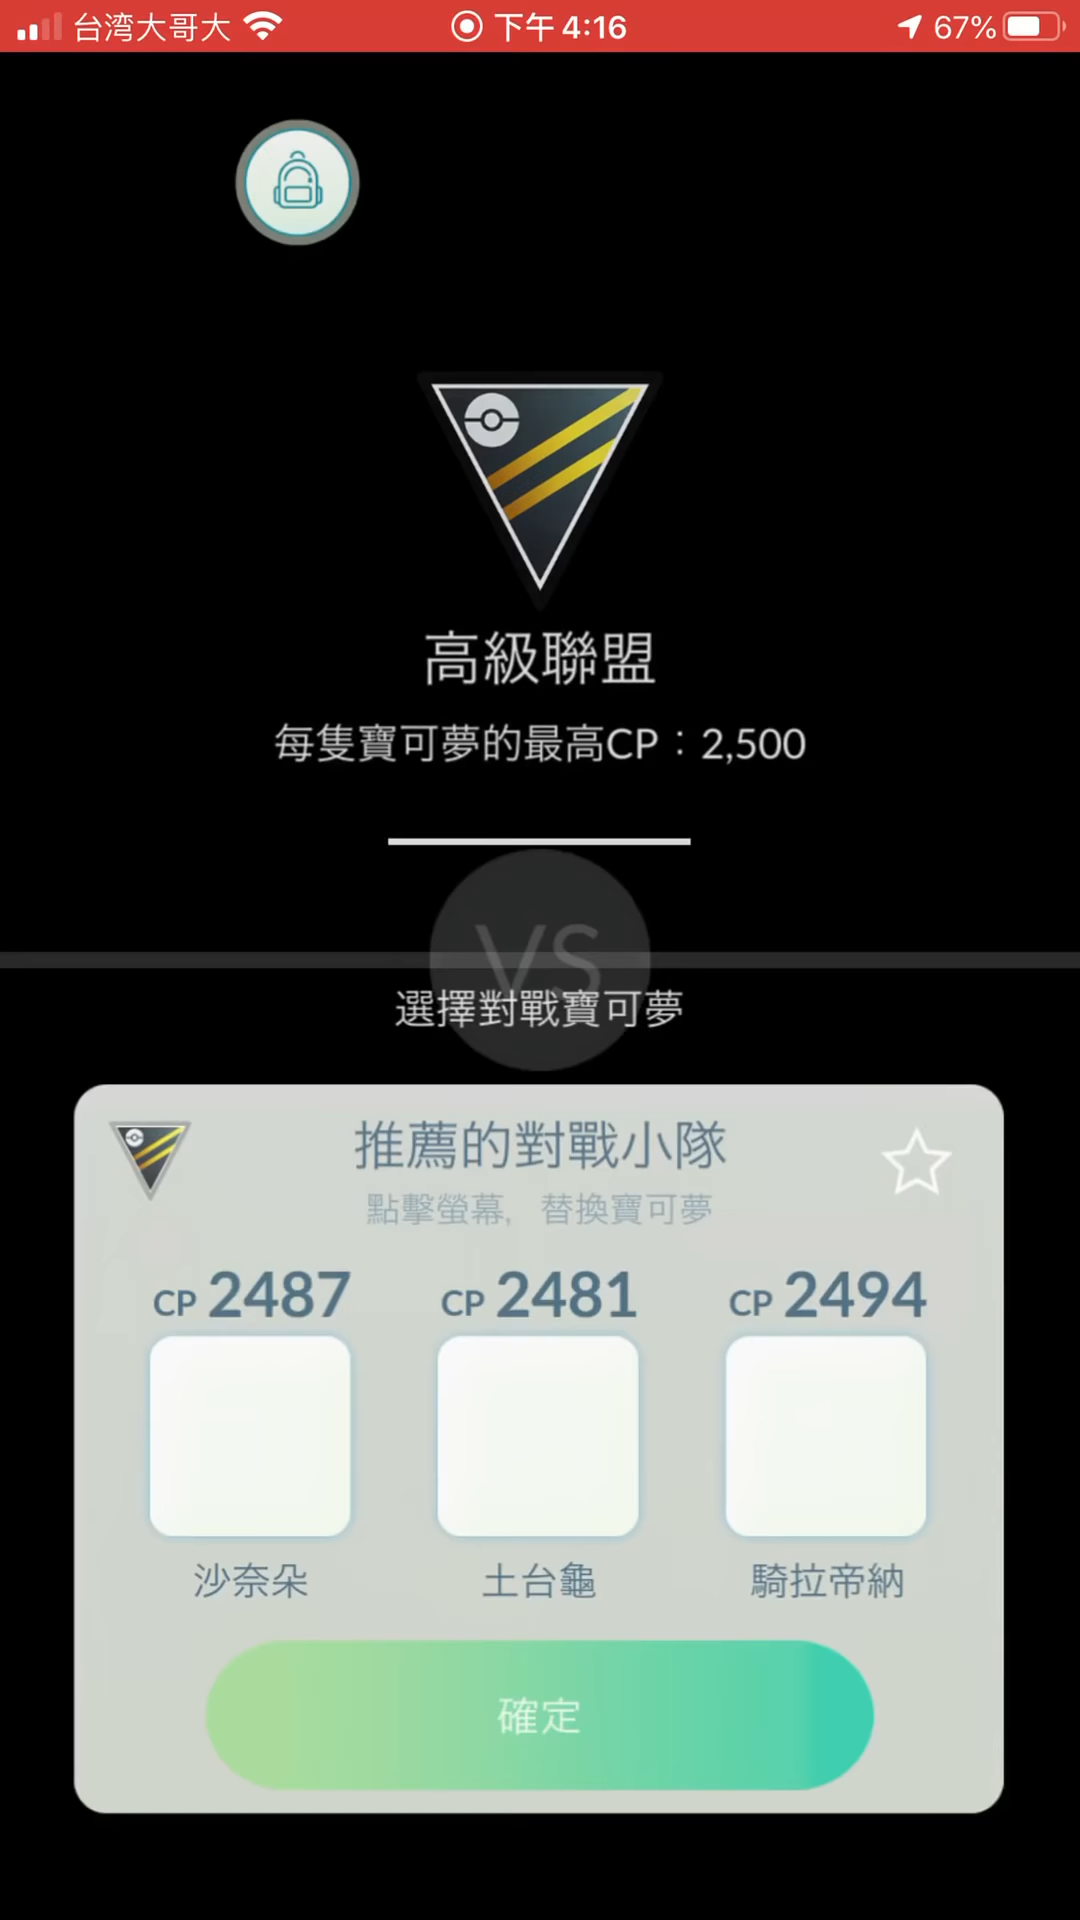 台湾大哥大 下午4:16 67%
高級聯盟
每隻寶可夢的最高CP：2,500
VS
選擇對戰寶可夢
推薦的對戰小隊
點擊螢幕，替換寶可夢
CP 2487 CP 2481 CP 2494
沙奈朵 土台龜 騎拉帝納
確定